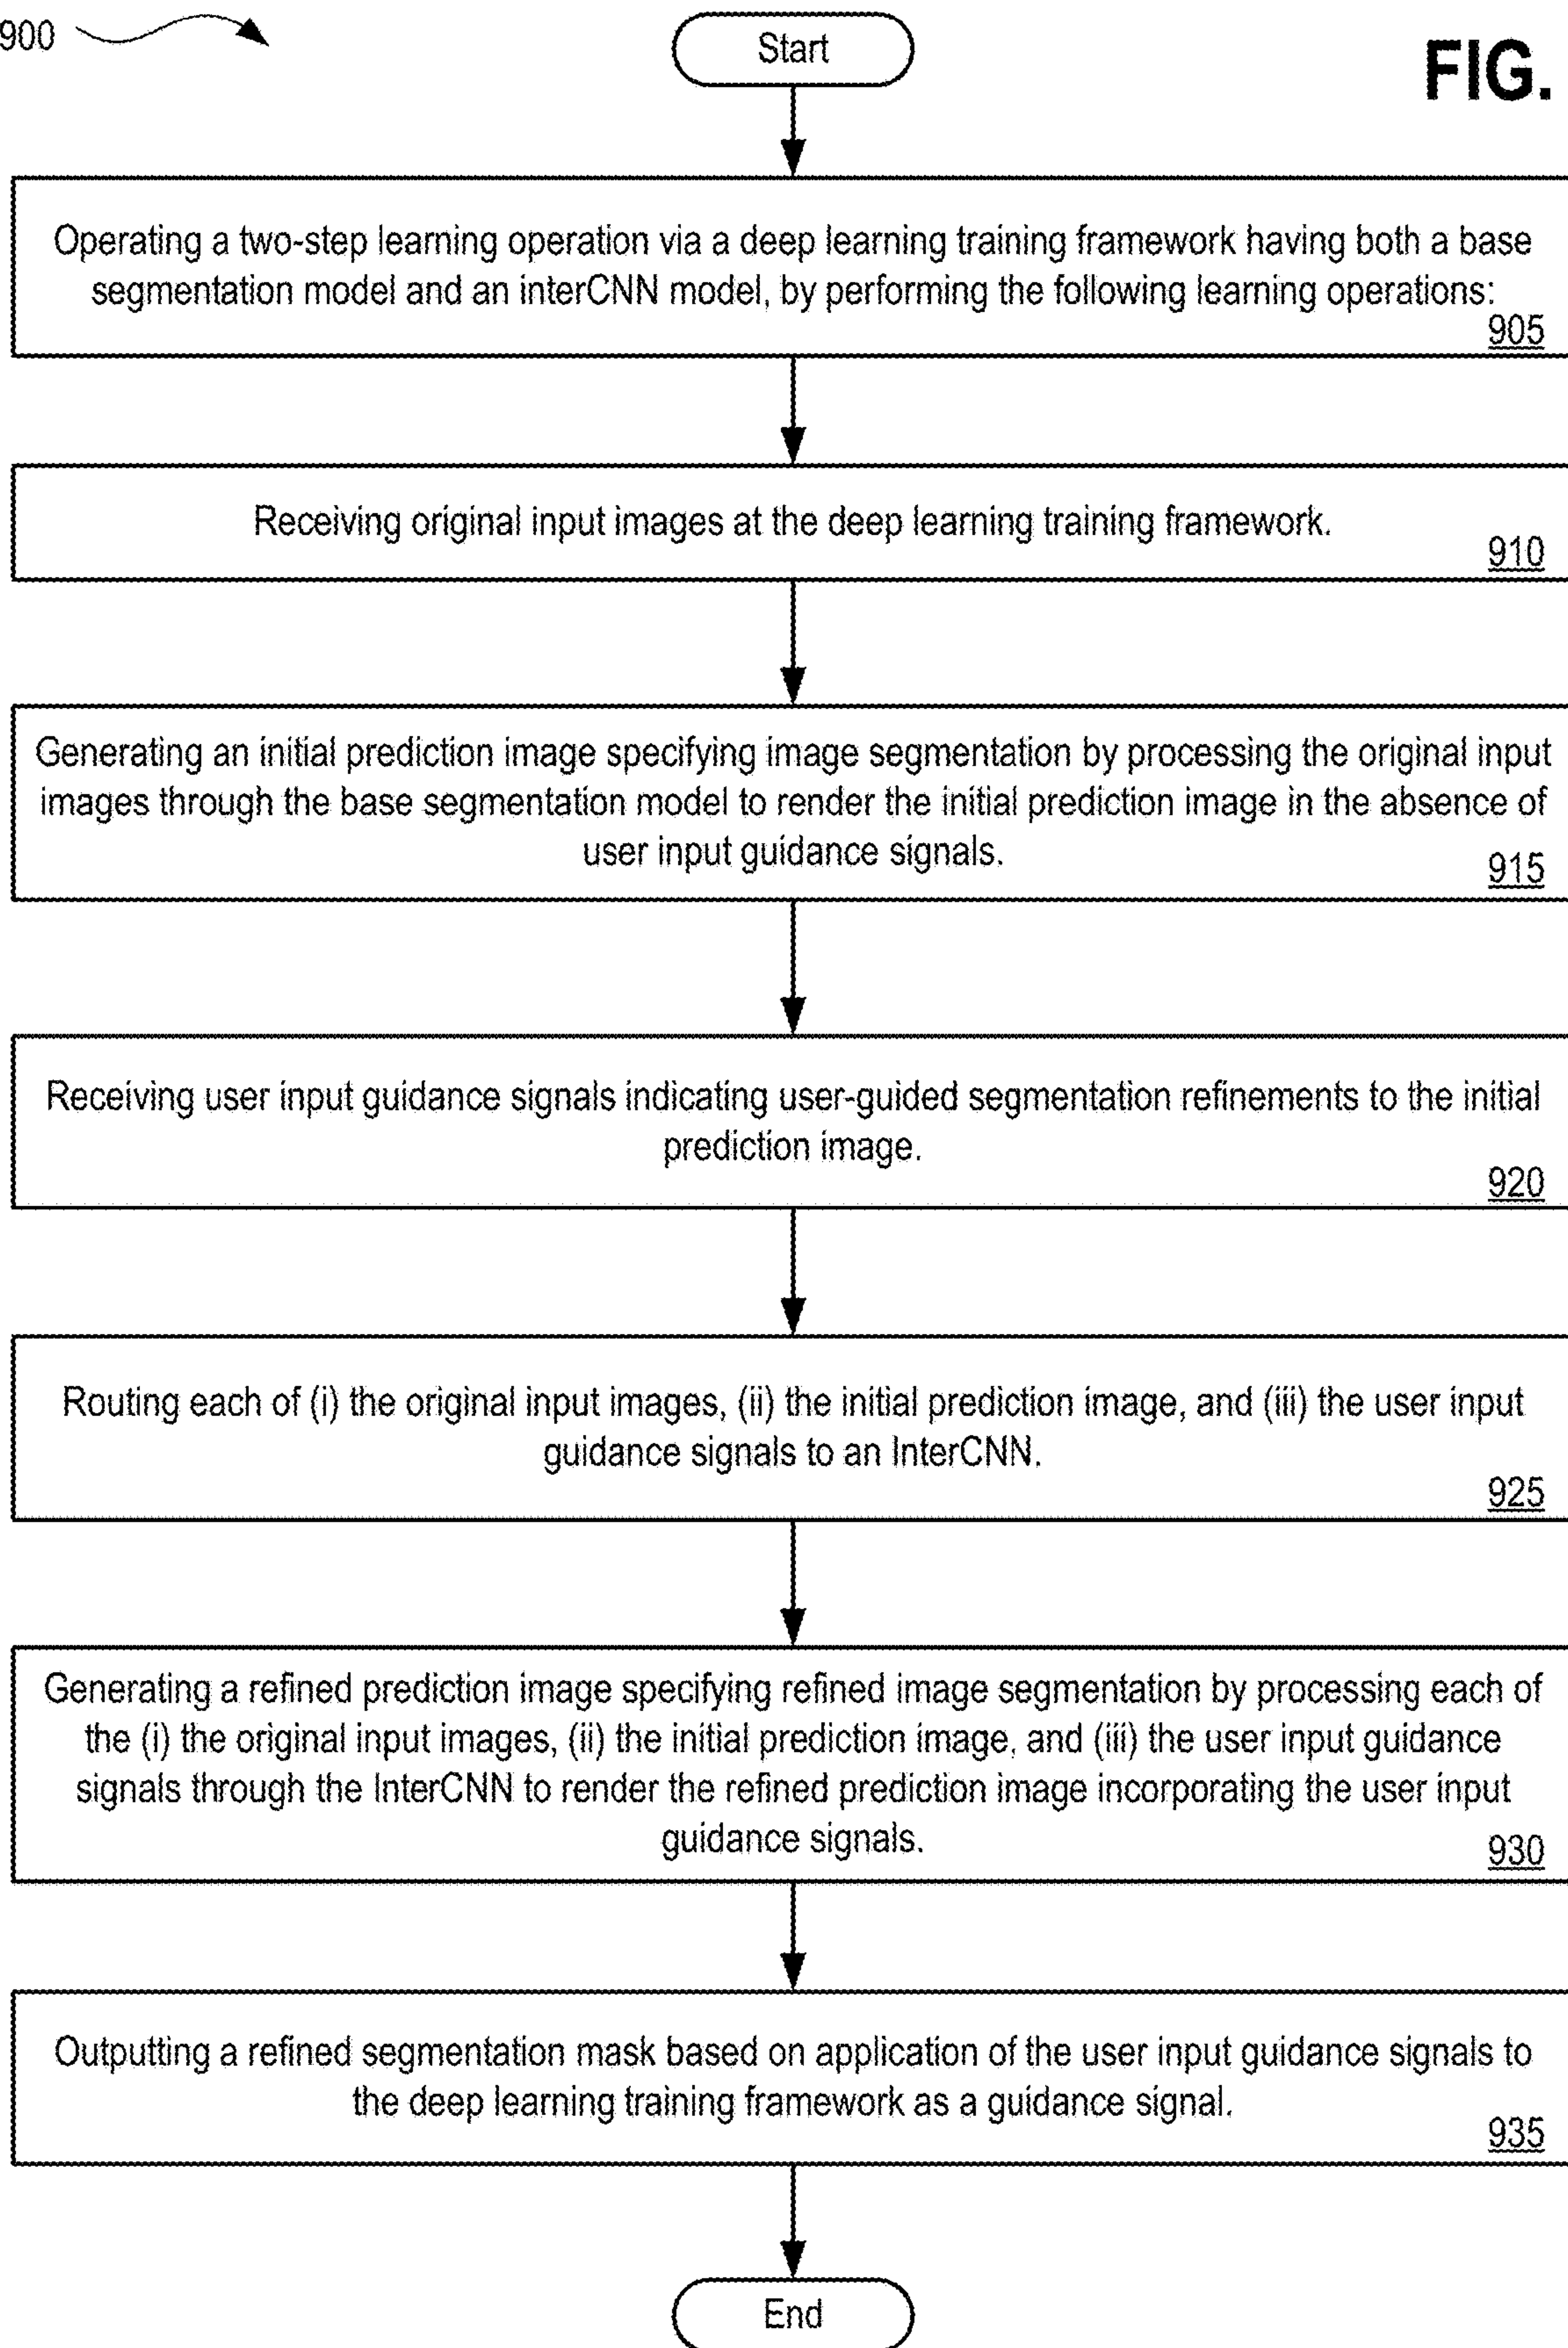 900
Start
FIG.
Operating a two-step learning operation via a deep learning training framework having both a base
segmentation model and an interCNN model, by performing the following learning operations:
905
Receiving original input images at the deep learning training framework.
910
Generating an initial prediction image specifying image segmentation by processing the original input
images through the base segmentation model to render the initial prediction image in the absence of
user input guidance signals.
915
Receiving user input guidance signals indicating user-guided segmentation refinements to the initial
prediction image.
920
Routing each of (i) the original input images, (ii) the initial prediction image, and (iii) the user input
guidance signals to an InterCNN.
925
Generating a refined prediction image specifying refined image segmentation by processing each of
the (i) the original input images, (ii) the initial prediction image, and (iii) the user input guidance
signals through the InterCNN to render the refined prediction image incorporating the user input
guidance signals.
930
Outputting a refined segmentation mask based on application of the user input guidance signals to
the deep learning training framework as a guidance signal.
935
End